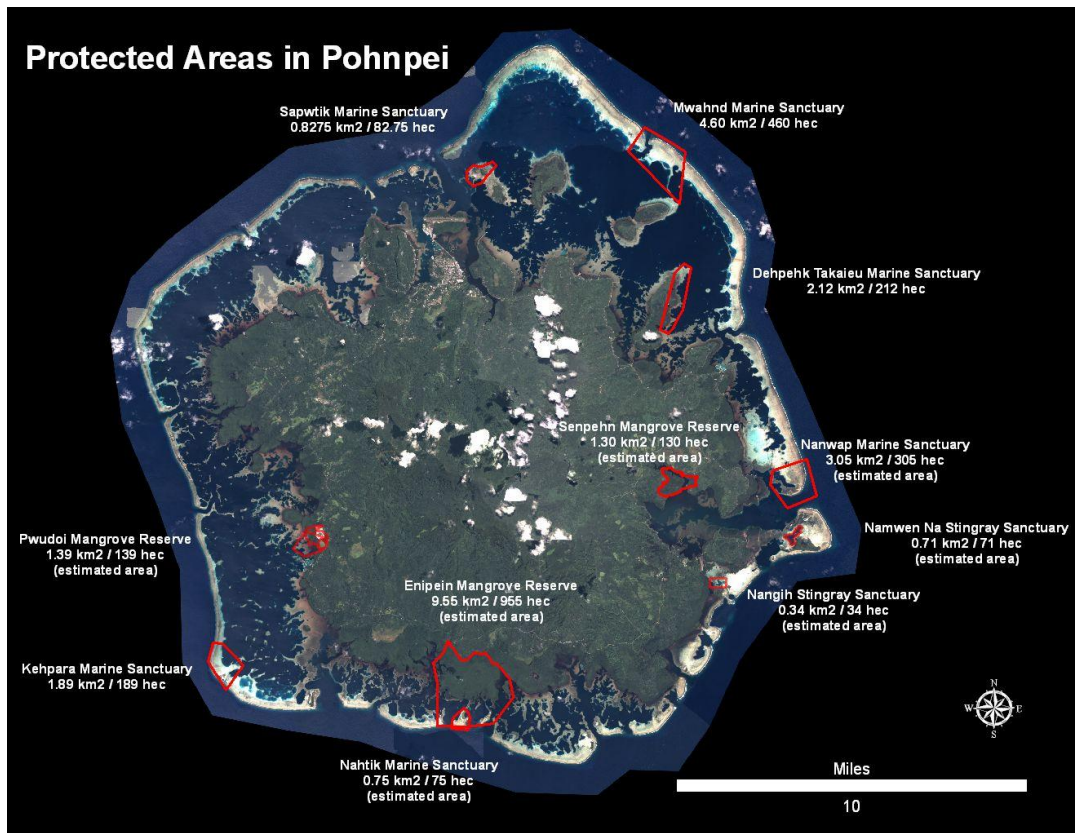 Protected Areas in Pohnpei
Sapwtik Marine Sanctuary
0.8275 km2 / 82.75 hec
Mwahnd Marine Sanctuary
4.60 km2 / 460 hec
Dehpehk Takaieu Marine Sanctuary
2.12 km2 / 212 hec
Senpehn Mangrove Reserve
1.30 km2 / 130 hec
(estimated area)
Nanwap Marine Sanctuary
3.05 km2 / 305 hec
(estimated area)
Namwen Na Stingray Sanctuary
0.71 km2 / 71 hec
(estimated area)
Pwudoi Mangrove Reserve
1.39 km2 / 139 hec
(estimated area)
Enipein Mangrove Reserve
9.55 km2 / 955 hec
(estimated area)
Nangih Stingray Sanctuary
0.34 km2 / 34 hec
(estimated area)
Kehpara Marine Sanctuary
1.89 km2 / 189 hec
N
W E
S
Nahtik Marine Sanctuary
0.75 km2 / 75 hec
(estimated area)
Miles
10